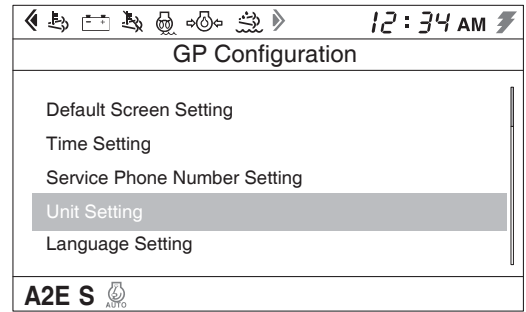 12:34 AM
GP Configuration
Default Screen Setting
Time Setting
Service Phone Number Setting
Unit Setting
Language Setting
A2E S AUTO